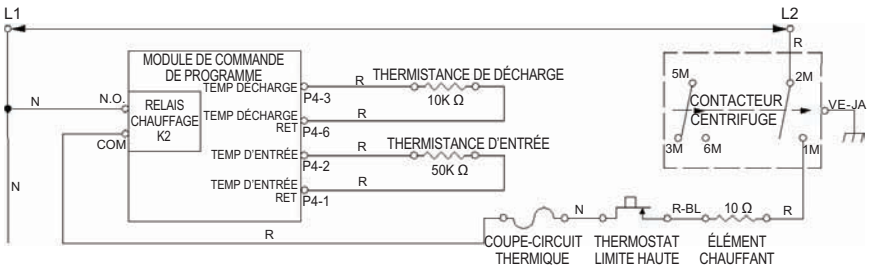 L1
L2
R
MODULE DE COMMANDE
DE PROGRAMME
TEMP DÉCHARGE
P4-3
R
THERMISTANCE DE DÉCHARGE
10K Ω
5M
2M
CONTACTEUR
CENTRIFUGE
VE-JA
N
N.O.
RELAIS
CHAUFFAGE
K2
COM
TEMP DÉCHARGE
RET
P4-6
R
TEMP D'ENTRÉE
P4-2
R
THERMISTANCE D'ENTRÉE
50K Ω
3M
6M
1M
TEMP D'ENTRÉE
RET
P4-1
R
N
R
N
R-BL
10 Ω
R
COUPE-CIRCUIT
THERMIQUE
THERMOSTAT
LIMITE HAUTE
ÉLÉMENT
CHAUFFANT